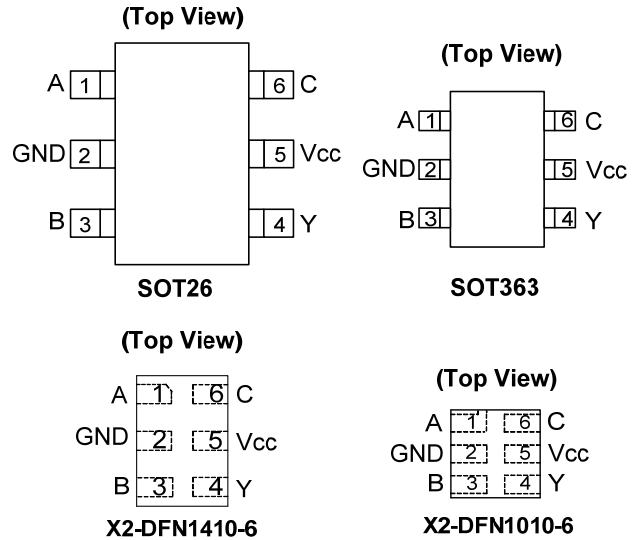 (Top View)
A 1 6 C
GND 2 5 Vcc
B 3 4 Y
SOT26
(Top View)
A 1 6 C
GND 2 5 Vcc
B 3 4 Y
SOT363
(Top View)
A 1 6 C
GND 2 5 Vcc
B 3 4 Y
X2-DFN1410-6
(Top View)
A 1 6 C
GND 2 5 Vcc
B 3 4 Y
X2-DFN1010-6